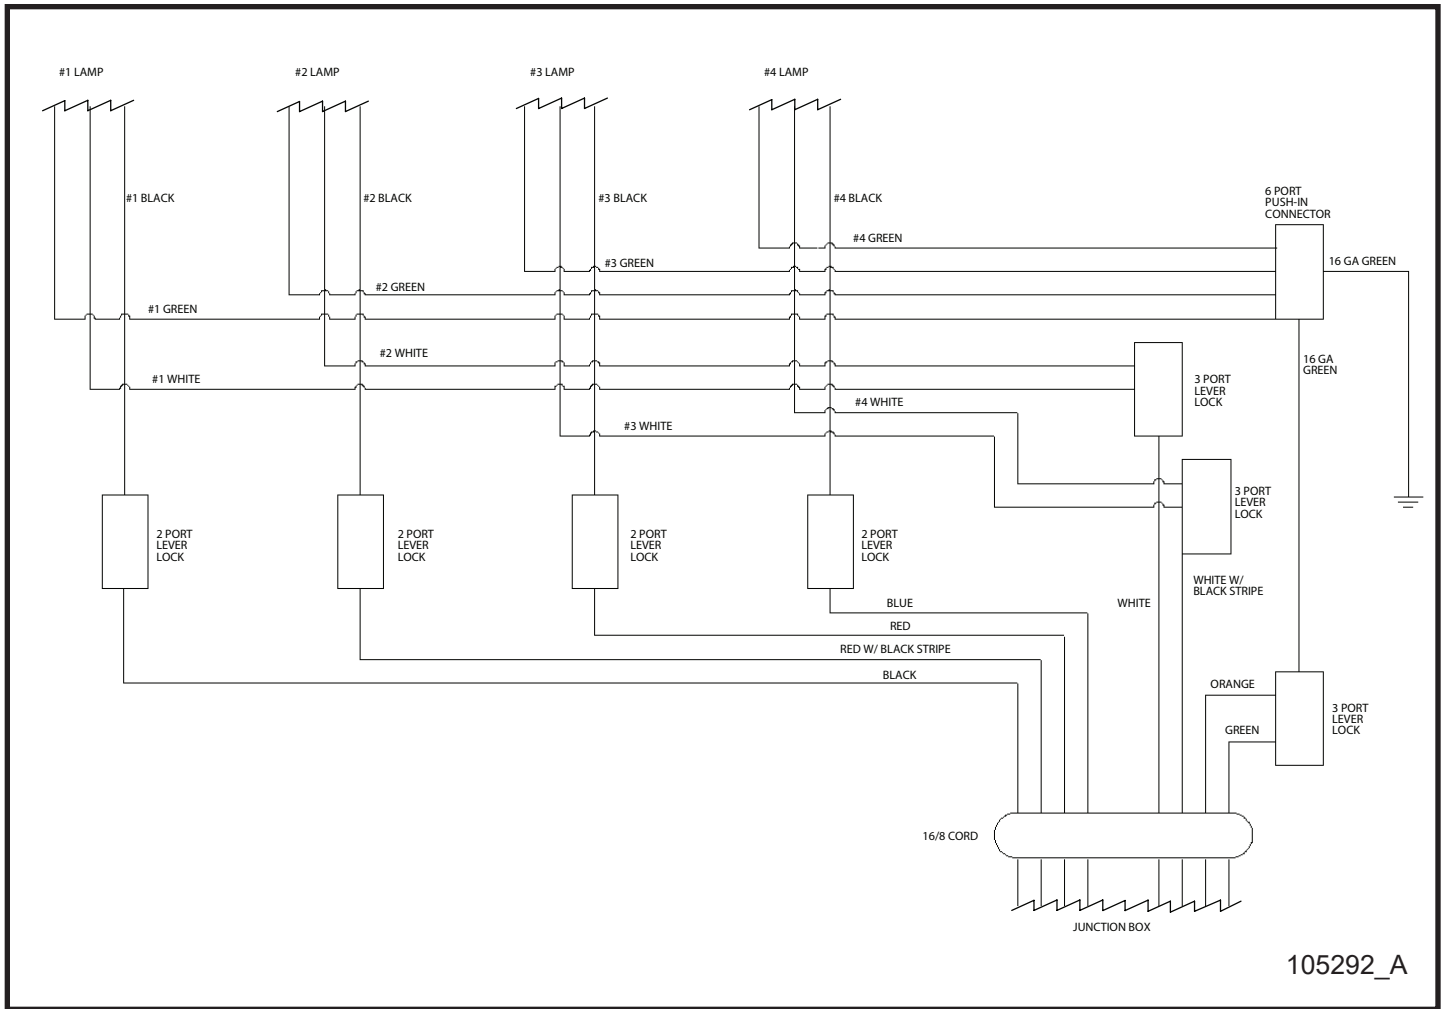 #1 LAMP
#2 LAMP
#3 LAMP
#4 LAMP
#1 BLACK
#2 BLACK
#3 BLACK
#4 BLACK
6 PORT
PUSH-IN
CONNECTOR
#4 GREEN
#3 GREEN
16 GA GREEN
#2 GREEN
#1 GREEN
#2 WHITE
16 GA
GREEN
#1 WHITE
3 PORT
LEVER
LOCK
#4 WHITE
#3 WHITE
3 PORT
LEVER
LOCK
2 PORT
LEVER
LOCK
2 PORT
LEVER
LOCK
2 PORT
LEVER
LOCK
2 PORT
LEVER
LOCK
WHITE W/
BLACK STRIPE
BLUE
WHITE
RED
RED W/ BLACK STRIPE
BLACK
ORANGE
3 PORT
LEVER
LOCK
GREEN
16/8 CORD
JUNCTION BOX
105292_A